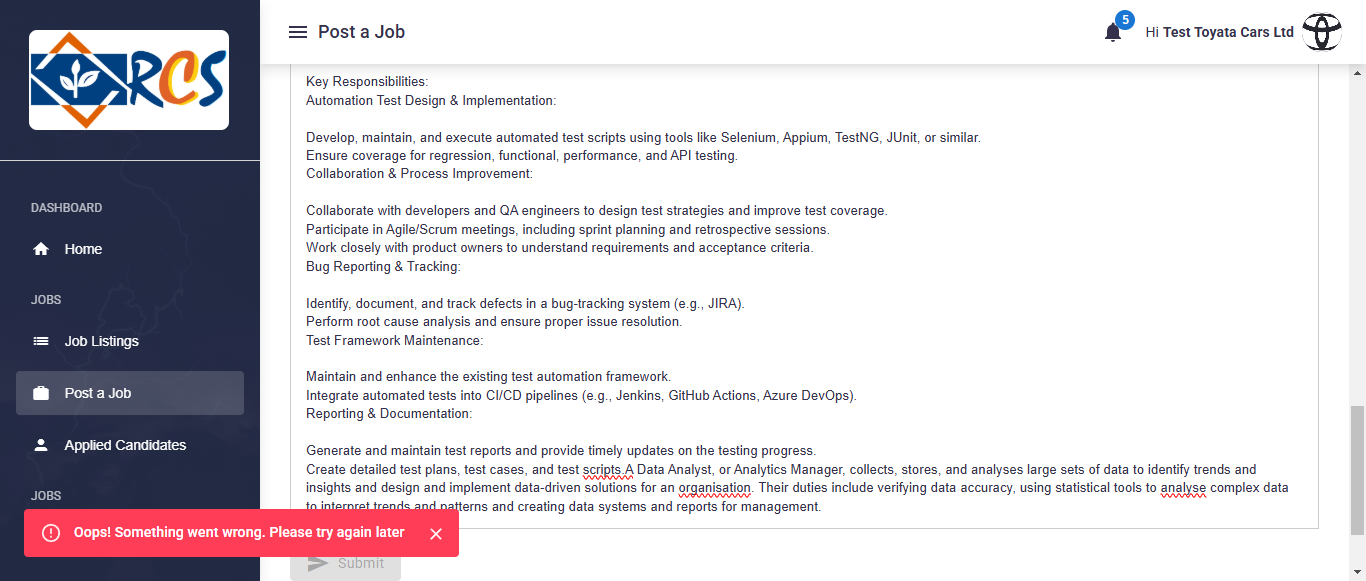 RCS
Post a Job
5
Hi Test Toyata Cars Ltd
DASHBOARD
Home
JOBS
Job Listings
Post a Job
Applied Candidates
JOBS
Key Responsibilities:
Automation Test Design & Implementation:
Develop, maintain, and execute automated test scripts using tools like Selenium, Appium, TestNG, JUnit, or similar.
Ensure coverage for regression, functional, performance, and API testing.
Collaboration & Process Improvement:
Collaborate with developers and QA engineers to design test strategies and improve test coverage.
Participate in Agile/Scrum meetings, including sprint planning and retrospective sessions.
Work closely with product owners to understand requirements and acceptance criteria.
Bug Reporting & Tracking:
Identify, document, and track defects in a bug-tracking system (e.g., JIRA).
Perform root cause analysis and ensure proper issue resolution.
Test Framework Maintenance:
Maintain and enhance the existing test automation framework.
Integrate automated tests into CI/CD pipelines (e.g., Jenkins, GitHub Actions, Azure DevOps).
Reporting & Documentation:
Generate and maintain test reports and provide timely updates on the testing progress.
Create detailed test plans, test cases, and test scripts.A Data Analyst, or Analytics Manager, collects, stores, and analyses large sets of data to identify trends and
insights and design and implement data-driven solutions for an organisation. Their duties include verifying data accuracy, using statistical tools to analyse complex data
to interpret trends and patterns and creating data systems and reports for management.
Oops! Something went wrong. Please try again later
Submit